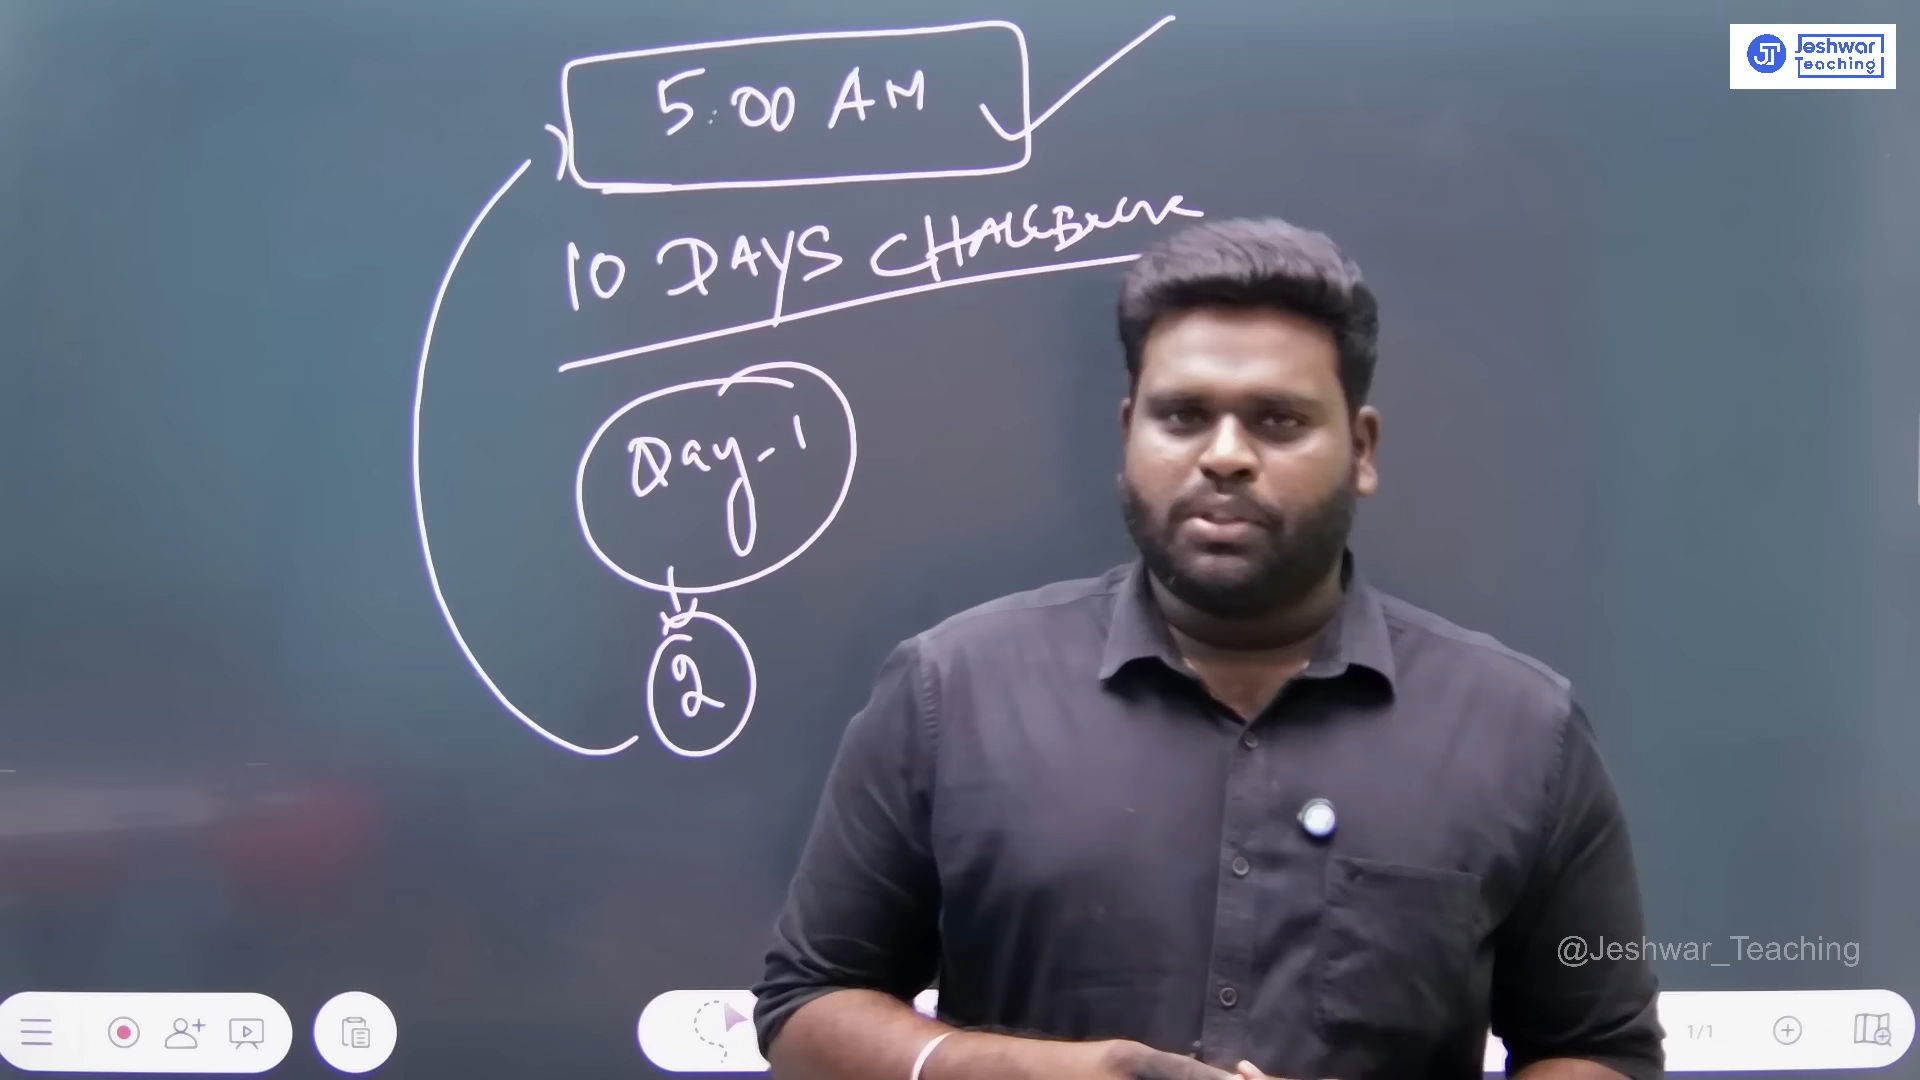 Jeshwar
Teaching
5:00 AM
10 DAYS CHALLENGE
Day-1
2
@Jeshwar_Teaching
1/1